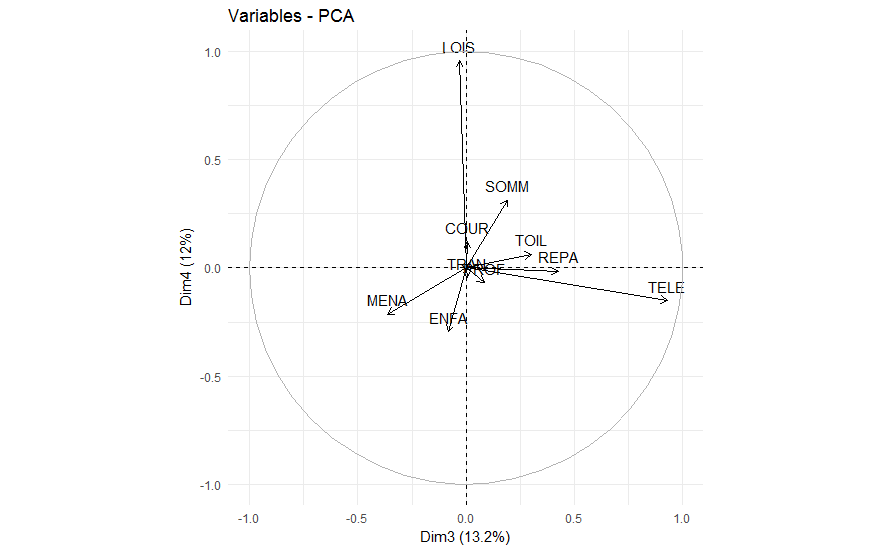 Variables - PCA
LOIS
1.0
SOMM
0.5
COUR
TOIL
REPA
TRAN
0.0
TELE
MENA
ENFA
-0.5
-1.0
-1.0
-0.5
0.0
0.5
1.0
Dim3 (13.2%)
Dim4 (12%)